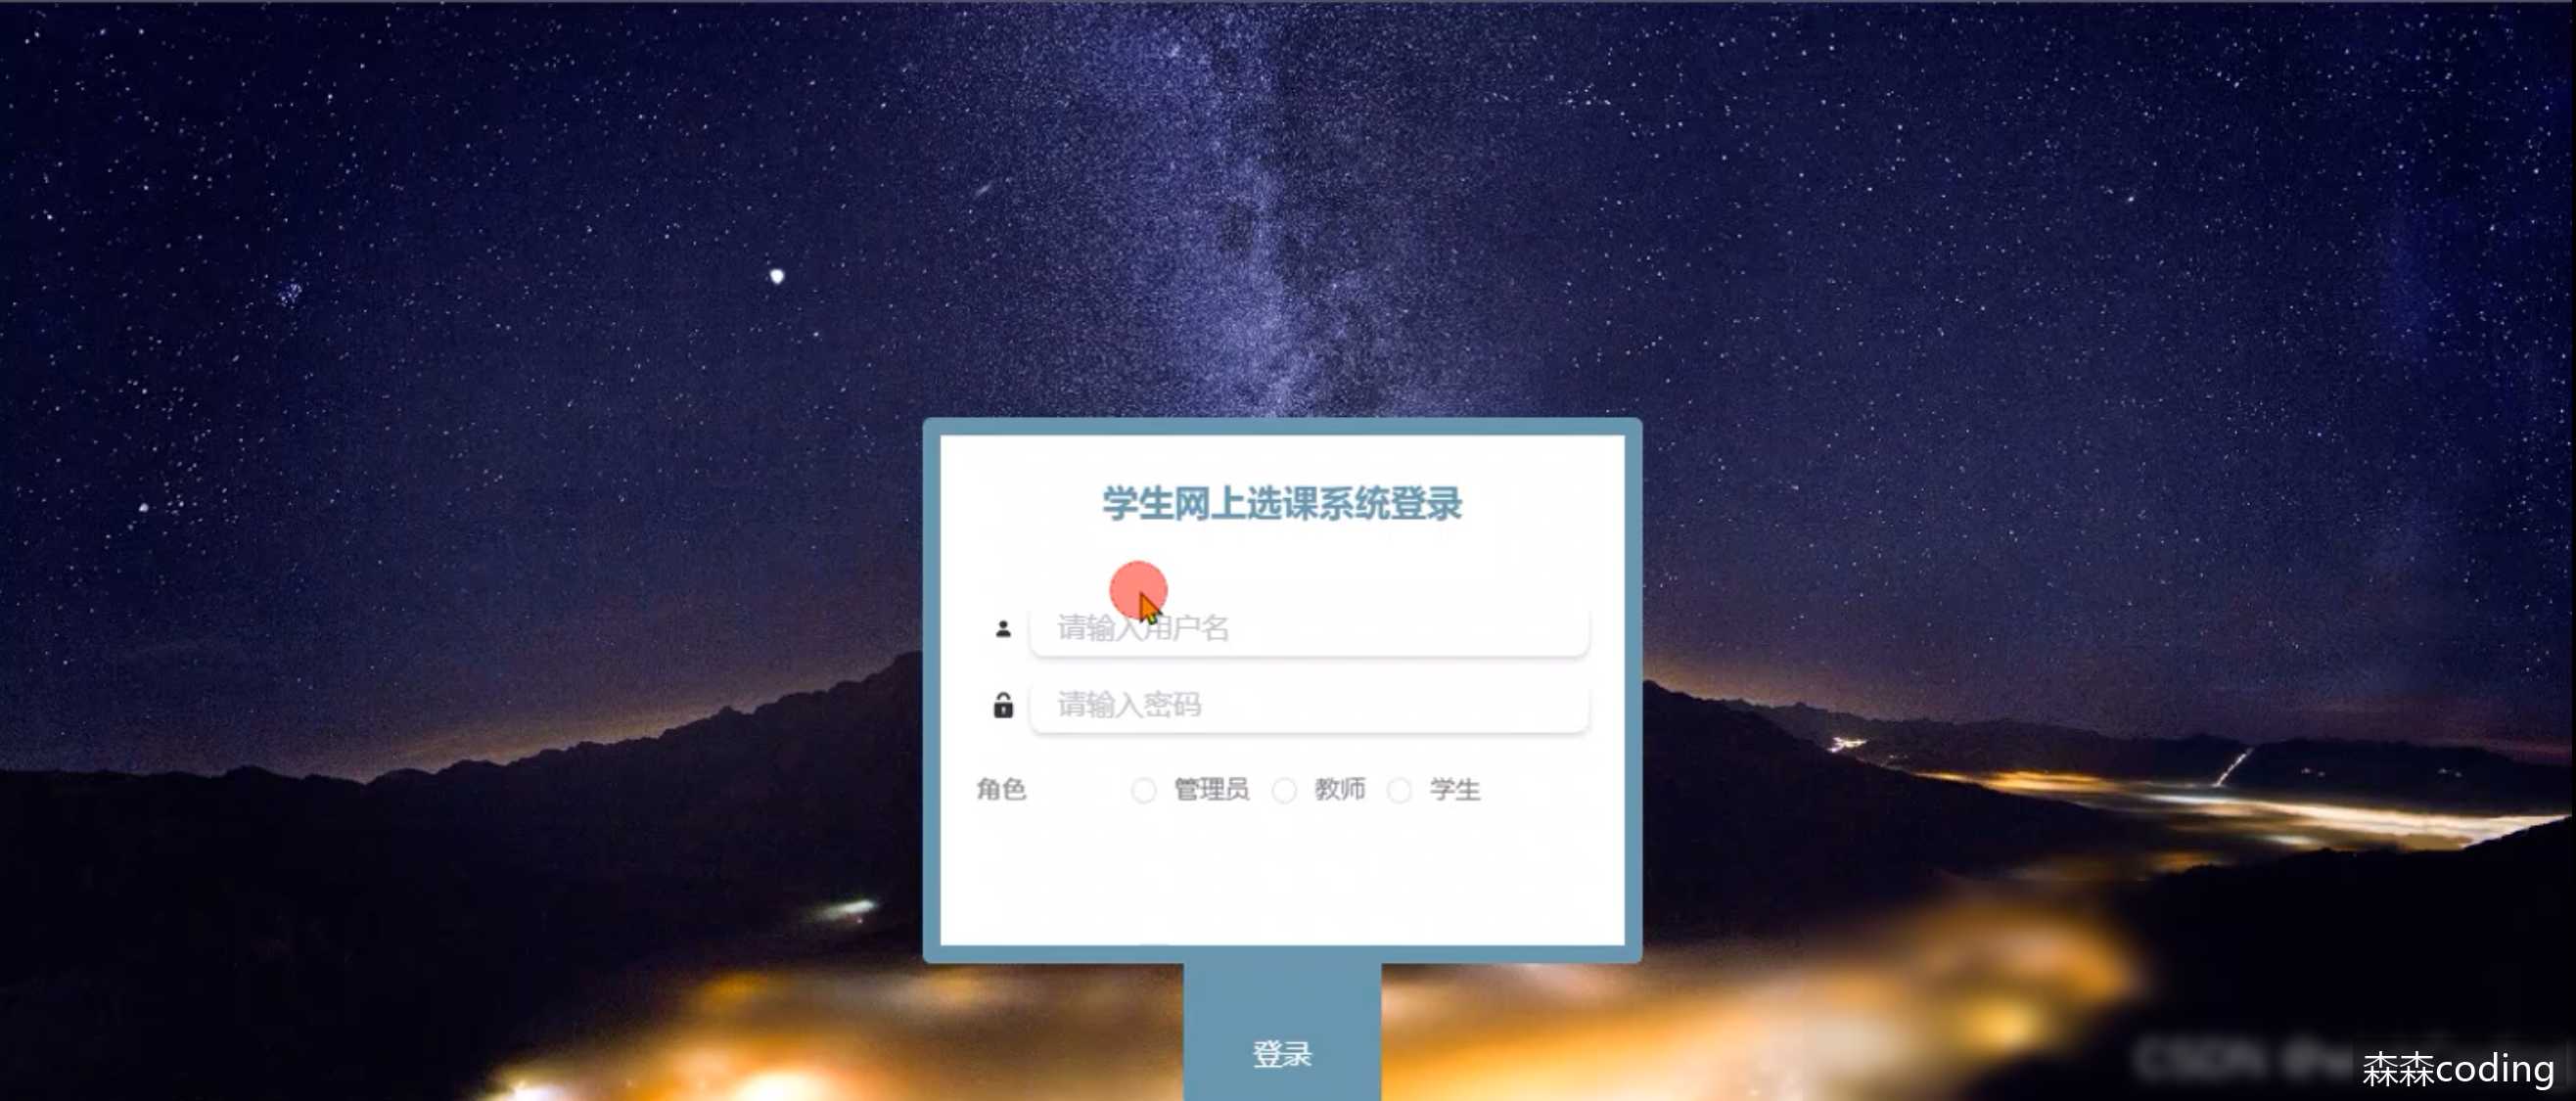 学生网上选课系统登录
请输入用户名
请输入密码
角色 管理员 教师 学生
登录
CSDN
森森coding